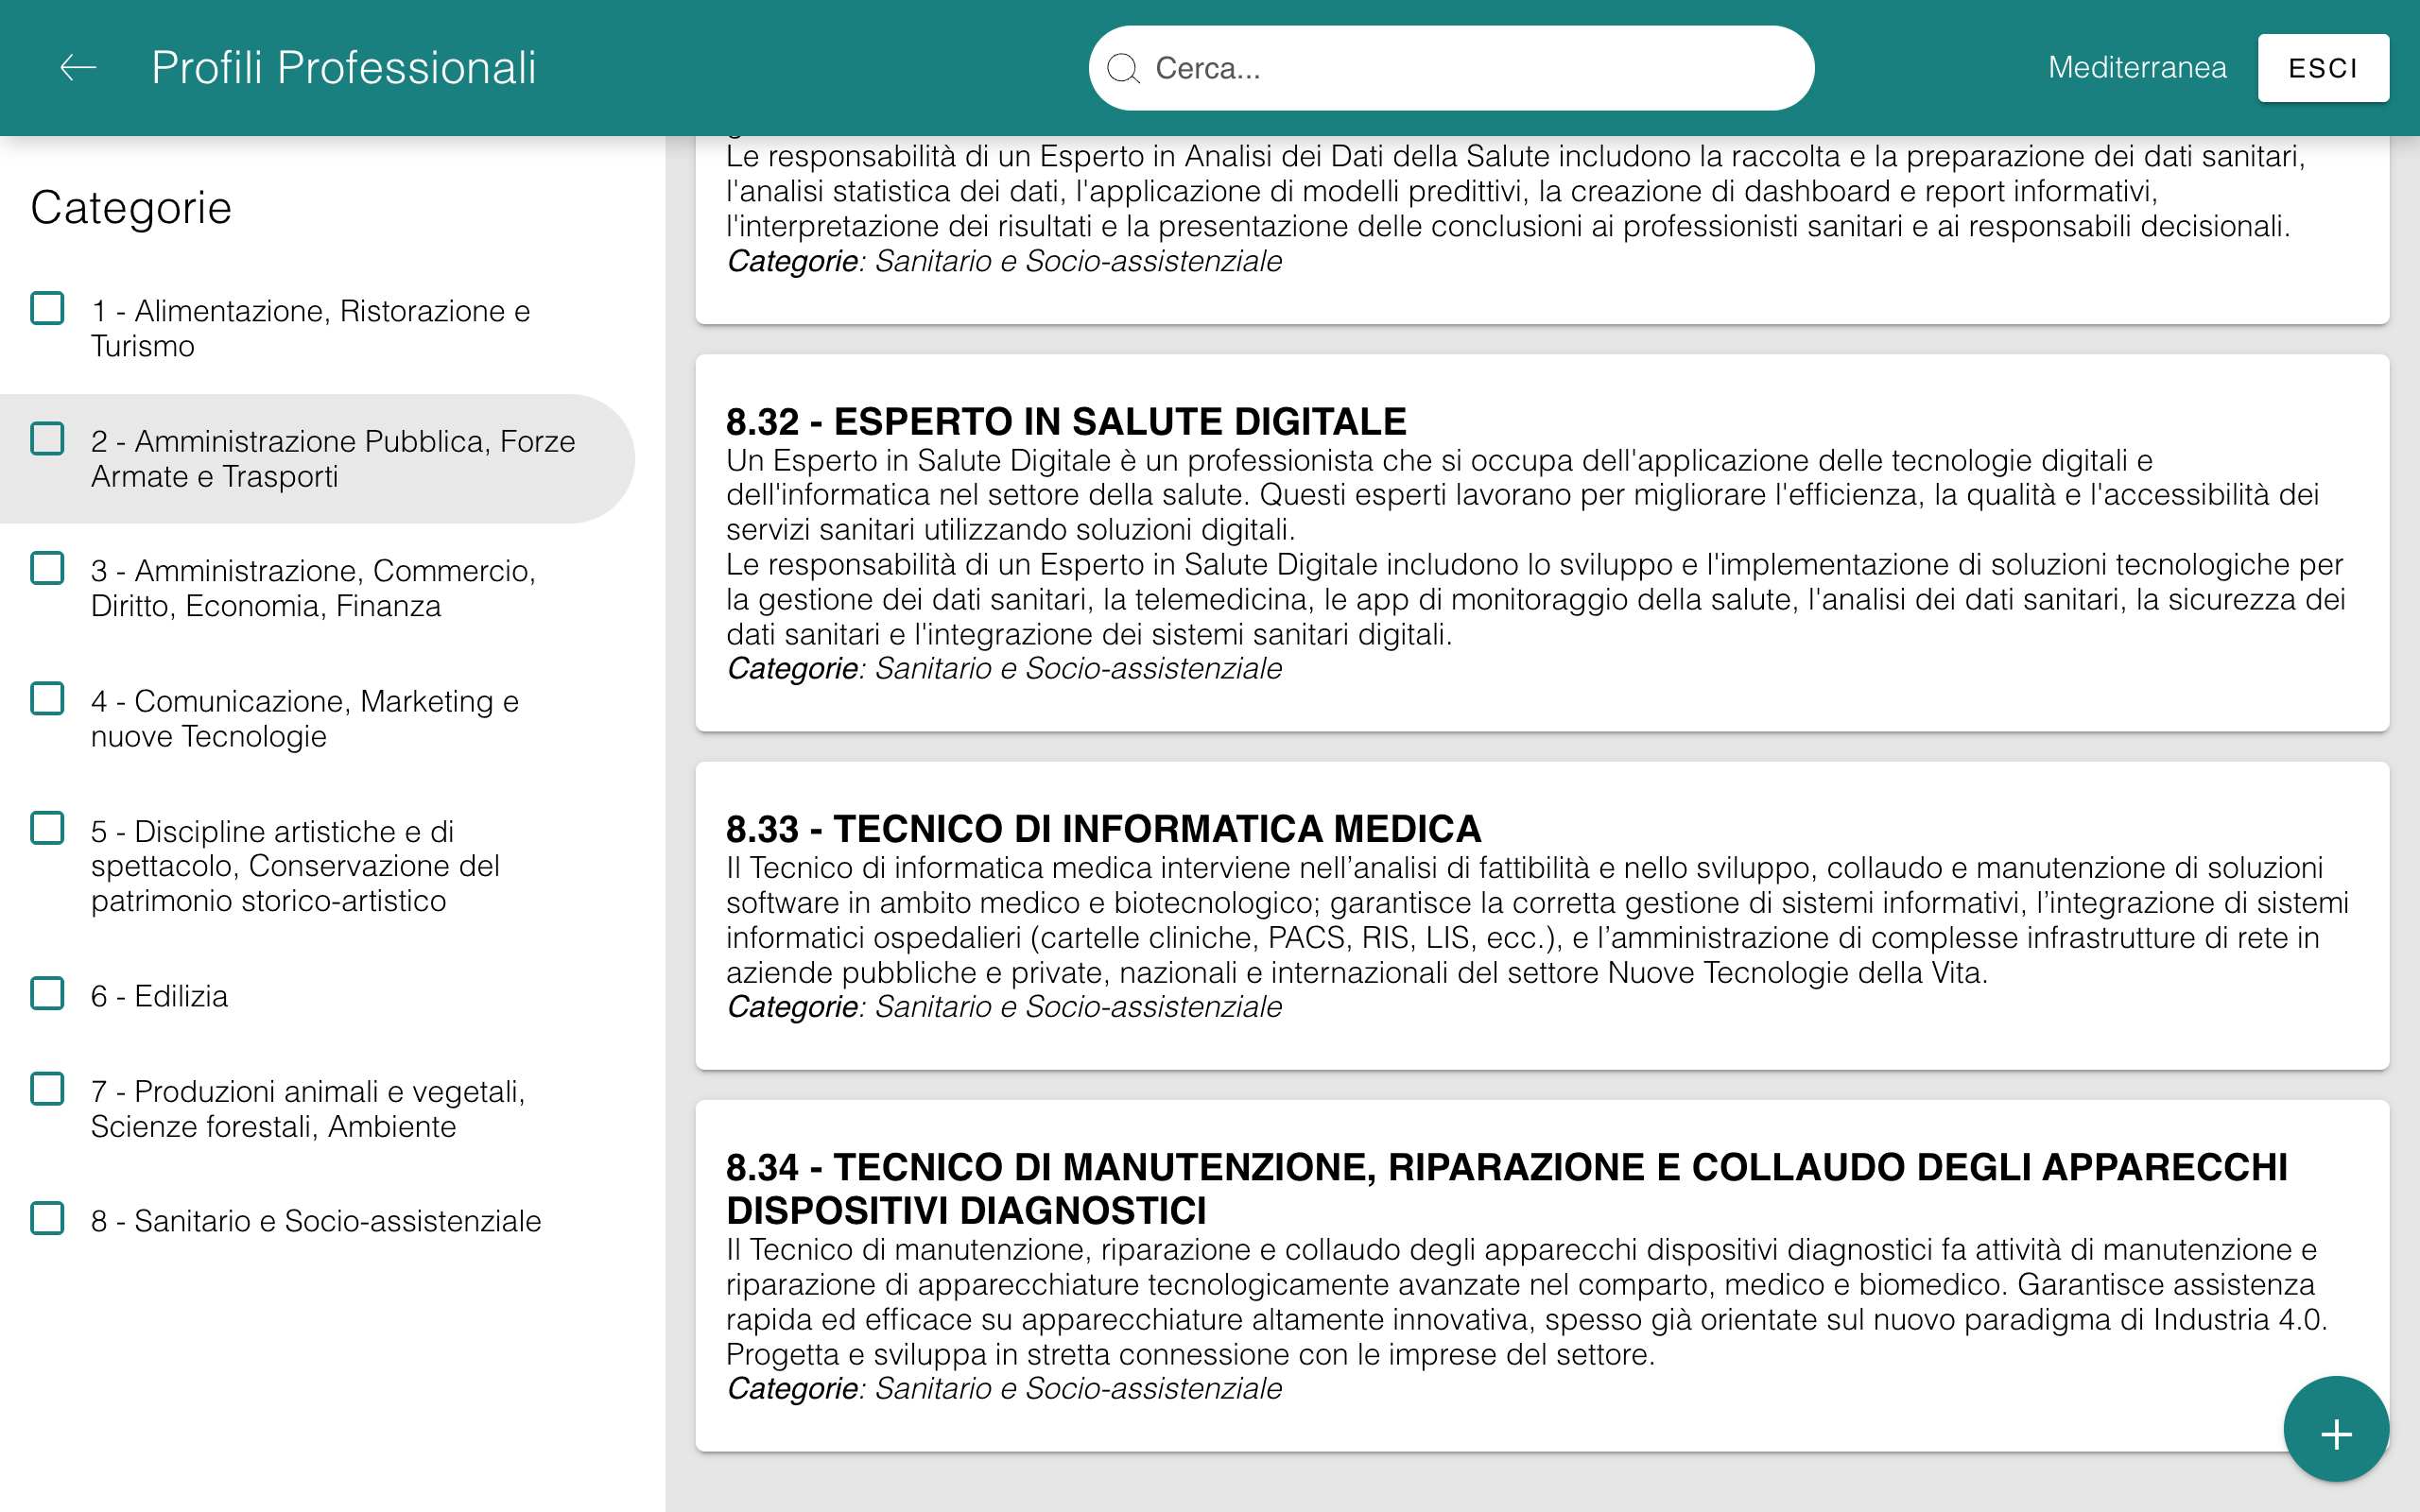 Profili Professionali
Cerca...
Mediterranea
ESCI
Categorie
1 - Alimentazione, Ristorazione e
Turismo
2 - Amministrazione Pubblica, Forze
Armate e Trasporti
3 - Amministrazione, Commercio,
Diritto, Economia, Finanza
4 - Comunicazione, Marketing e
nuove Tecnologie
5 - Discipline artistiche e di
spettacolo, Conservazione del
patrimonio storico-artistico
6 - Edilizia
7 - Produzioni animali e vegetali,
Scienze forestali, Ambiente
8 - Sanitario e Socio-assistenziale
Le responsabilità di un Esperto in Analisi dei Dati della Salute includono la raccolta e la preparazione dei dati sanitari,
l'analisi statistica dei dati, l'applicazione di modelli predittivi, la creazione di dashboard e report informativi,
l'interpretazione dei risultati e la presentazione delle conclusioni ai professionisti sanitari e ai responsabili decisionali.
Categorie: Sanitario e Socio-assistenziale
8.32 - ESPERTO IN SALUTE DIGITALE
Un Esperto in Salute Digitale è un professionista che si occupa dell'applicazione delle tecnologie digitali e
dell'informatica nel settore della salute. Questi esperti lavorano per migliorare l'efficienza, la qualità e l'accessibilità dei
servizi sanitari utilizzando soluzioni digitali.
Le responsabilità di un Esperto in Salute Digitale includono lo sviluppo e l'implementazione di soluzioni tecnologiche per
la gestione dei dati sanitari, la telemedicina, le app di monitoraggio della salute, l'analisi dei dati sanitari, la sicurezza dei
dati sanitari e l'integrazione dei sistemi sanitari digitali.
Categorie: Sanitario e Socio-assistenziale
8.33 - TECNICO DI INFORMATICA MEDICA
Il Tecnico di informatica medica interviene nell’analisi di fattibilità e nello sviluppo, collaudo e manutenzione di soluzioni
software in ambito medico e biotecnologico; garantisce la corretta gestione di sistemi informativi, l’integrazione di sistemi
informatici ospedalieri (cartelle cliniche, PACS, RIS, LIS, ecc.), e l’amministrazione di complesse infrastrutture di rete in
aziende pubbliche e private, nazionali e internazionali del settore Nuove Tecnologie della Vita.
Categorie: Sanitario e Socio-assistenziale
8.34 - TECNICO DI MANUTENZIONE, RIPARAZIONE E COLLAUDO DEGLI APPARECCHI
DISPOSITIVI DIAGNOSTICI
Il Tecnico di manutenzione, riparazione e collaudo degli apparecchi dispositivi diagnostici fa attività di manutenzione e
riparazione di apparecchiature tecnologicamente avanzate nel comparto, medico e biomedico. Garantisce assistenza
rapida ed efficace su apparecchiature altamente innovativa, spesso già orientate sul nuovo paradigma di Industria 4.0.
Progetta e sviluppa in stretta connessione con le imprese del settore.
Categorie: Sanitario e Socio-assistenziale